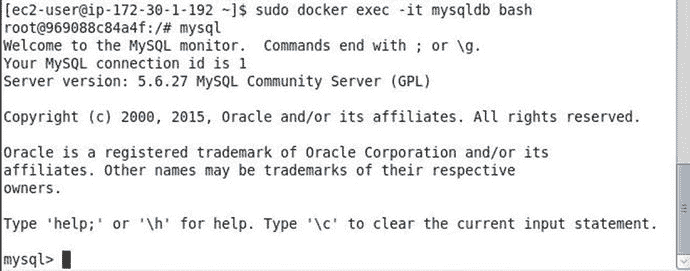 [ec2-user@ip-172-30-1-192 ~]$ sudo docker exec -it mysqldb bash
root@969088c84a4f:/# mysql
Welcome to the MySQL monitor.  Commands end with ; or \g.
Your MySQL connection id is 1
Server version: 5.6.27 MySQL Community Server (GPL)
Copyright (c) 2000, 2015, Oracle and/or its affiliates. All rights reserved.
Oracle is a registered trademark of Oracle Corporation and/or its
affiliates. Other names may be trademarks of their respective
owners.
Type 'help;' or '\h' for help. Type '\c' to clear the current input statement.
mysql>